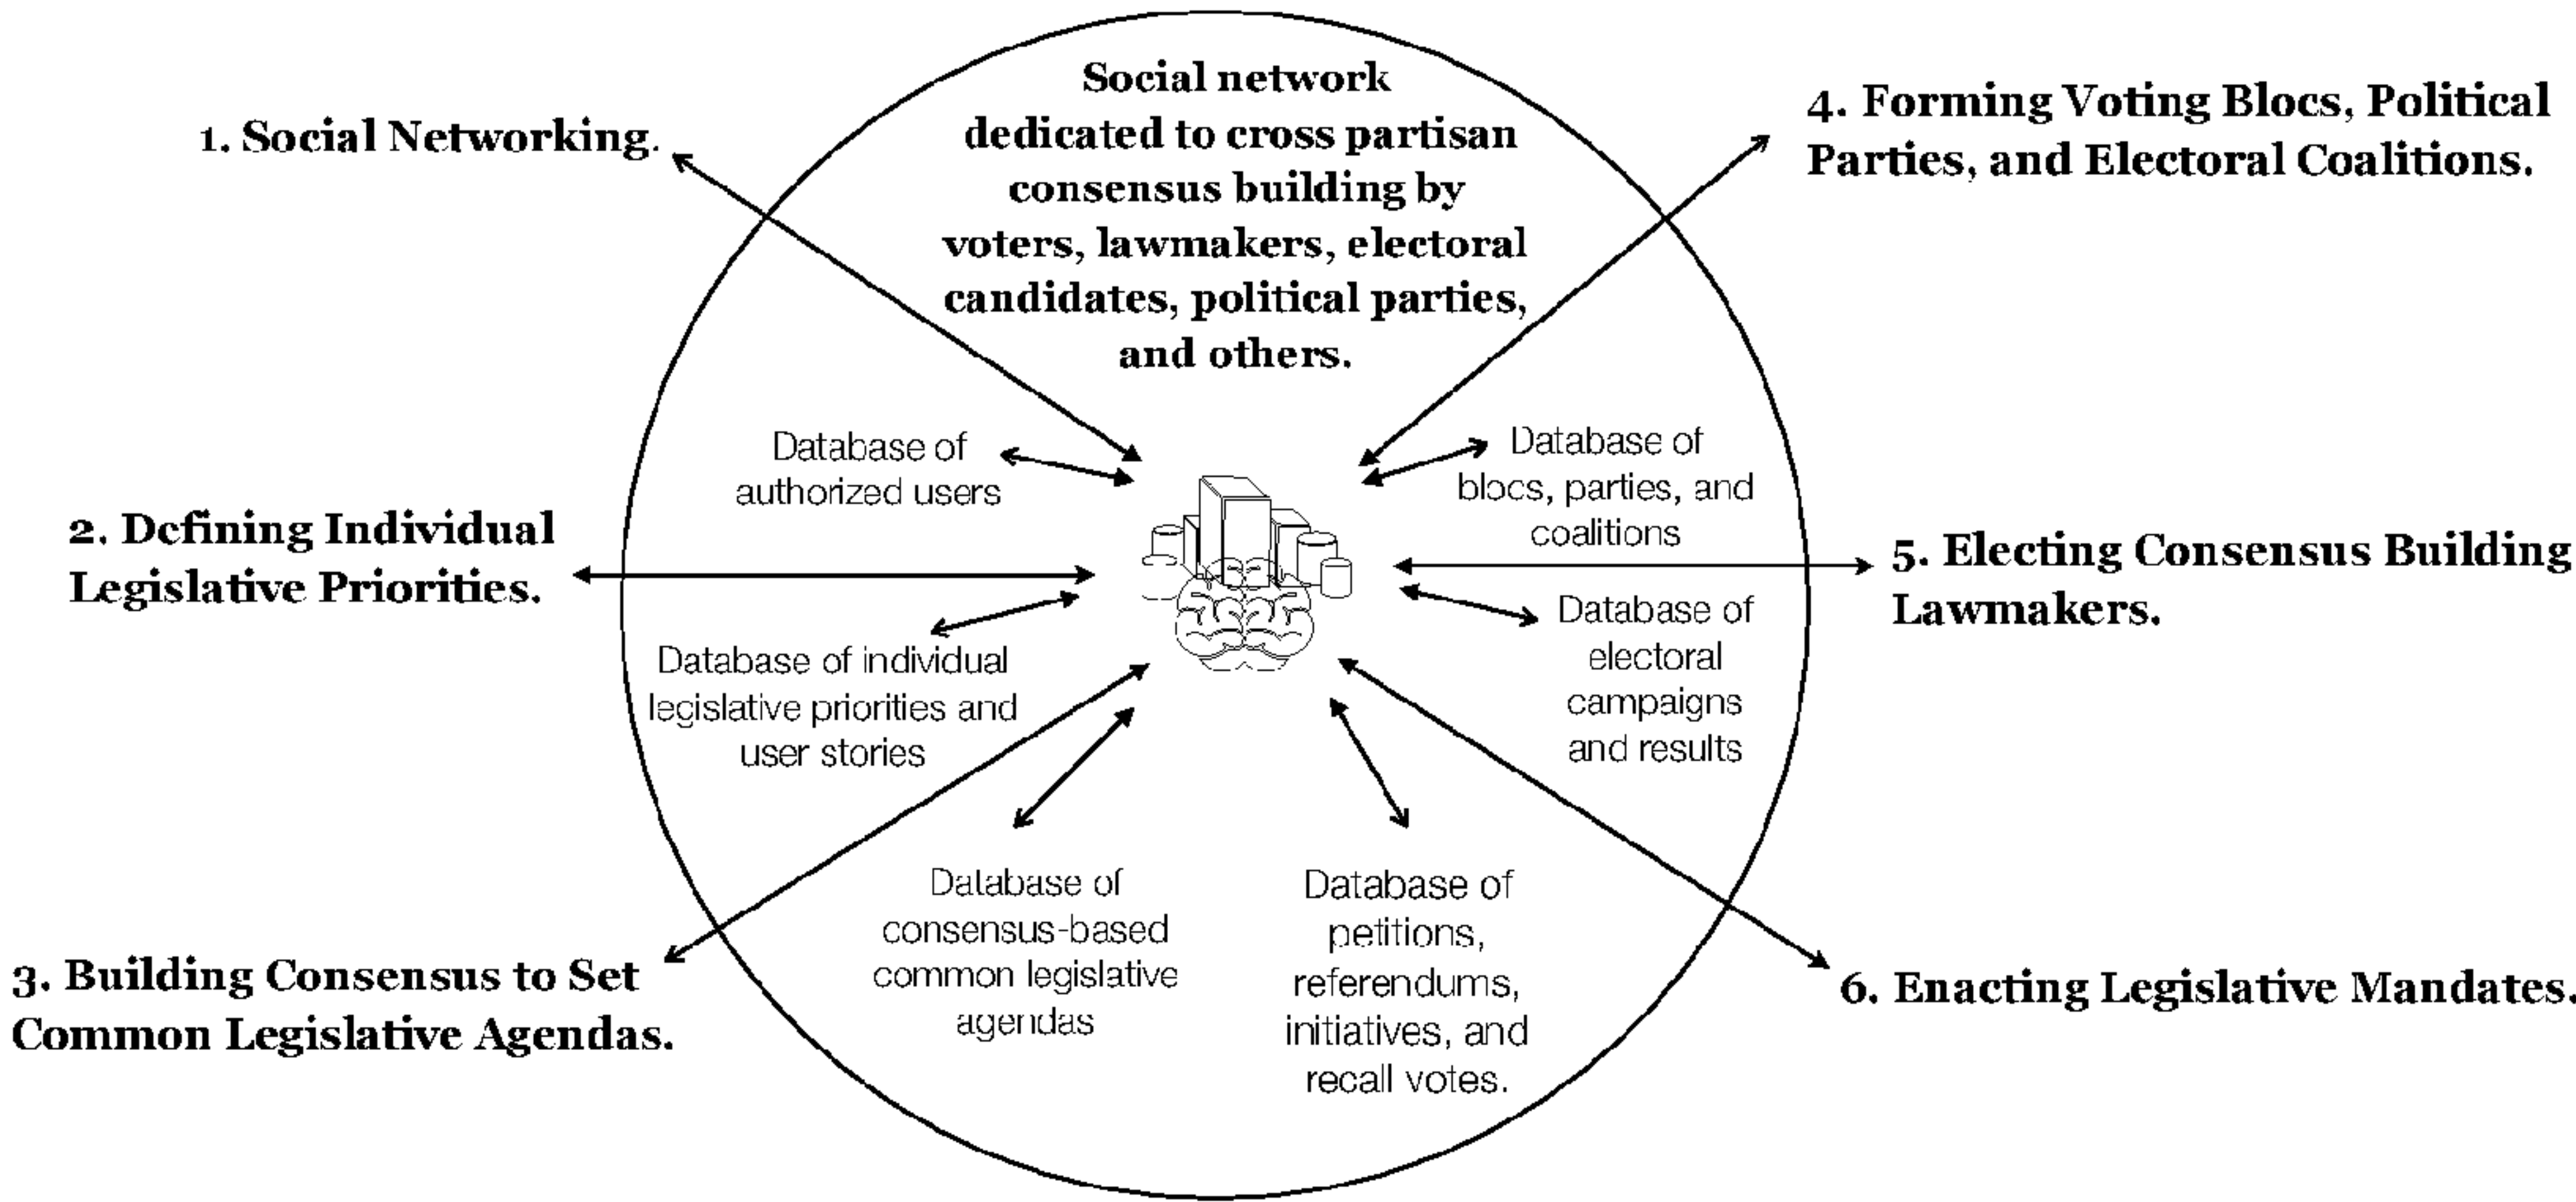 Social network
dedicated to cross partisan
consensus building by
voters, lawmakers, electoral
candidates, political parties,
and others.
1. Social Networking.
2. Defining Individual
Legislative Priorities.
3. Building Consensus to Set
Common Legislative Agendas.
4. Forming Voting Blocs, Political
Parties, and Electoral Coalitions.
5. Electing Consensus Building
Lawmakers.
6. Enacting Legislative Mandates.
Database of
authorized users
Database of individual
legislative priorities and
user stories
Database of
consensus-based
common legislative
agendas
Database of
blocs, parties, and
coalitions
Database of
electoral
campaigns
and results
Database of
petitions,
referendums,
initiatives, and
recall votes.